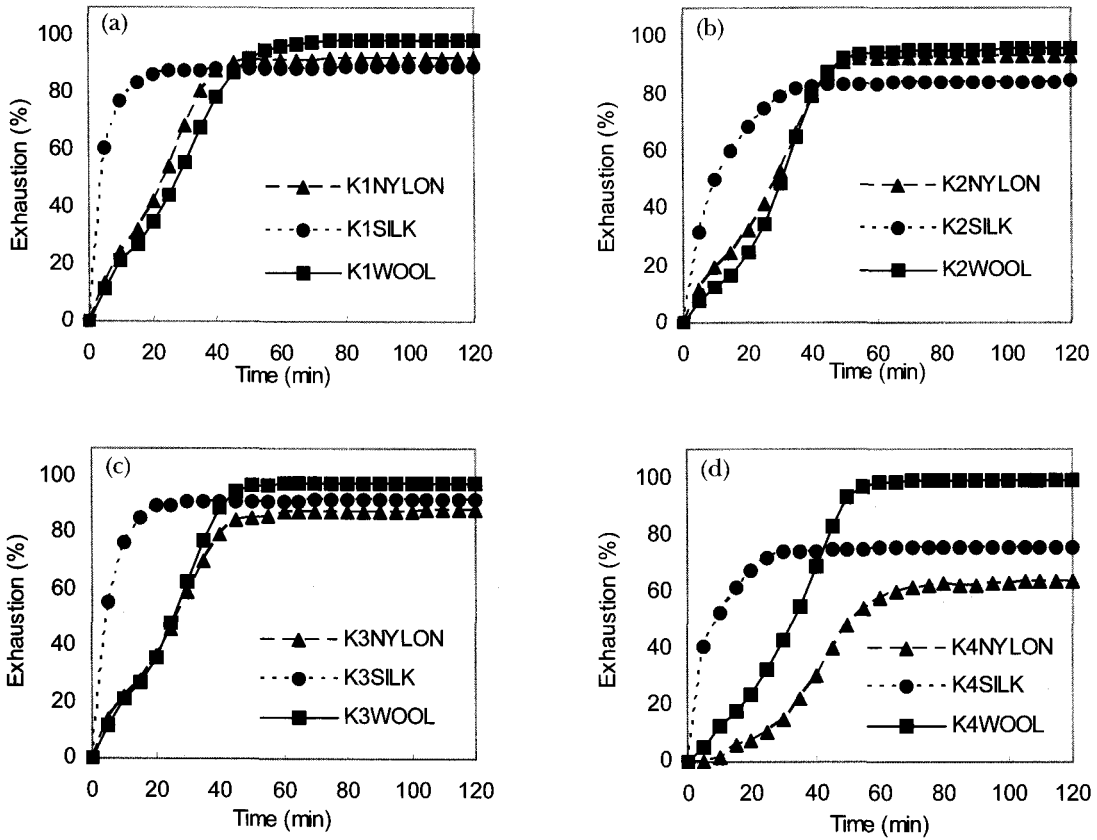 (a)
Exhaustion (%)
100
80
60
40
20
0
K1NYLON
K1SILK
K1WOOL
0 20 40 60 80 100 120
Time (min)
(b)
Exhaustion (%)
100
80
60
40
20
0
K2NYLON
K2SILK
K2WOOL
0 20 40 60 80 100 120
Time (min)
(c)
Exhaustion (%)
100
80
60
40
20
0
K3NYLON
K3SILK
K3WOOL
0 20 40 60 80 100 120
Time (min)
(d)
Exhaustion (%)
100
80
60
40
20
0
K4NYLON
K4SILK
K4WOOL
0 20 40 60 80 100 120
Time (min)